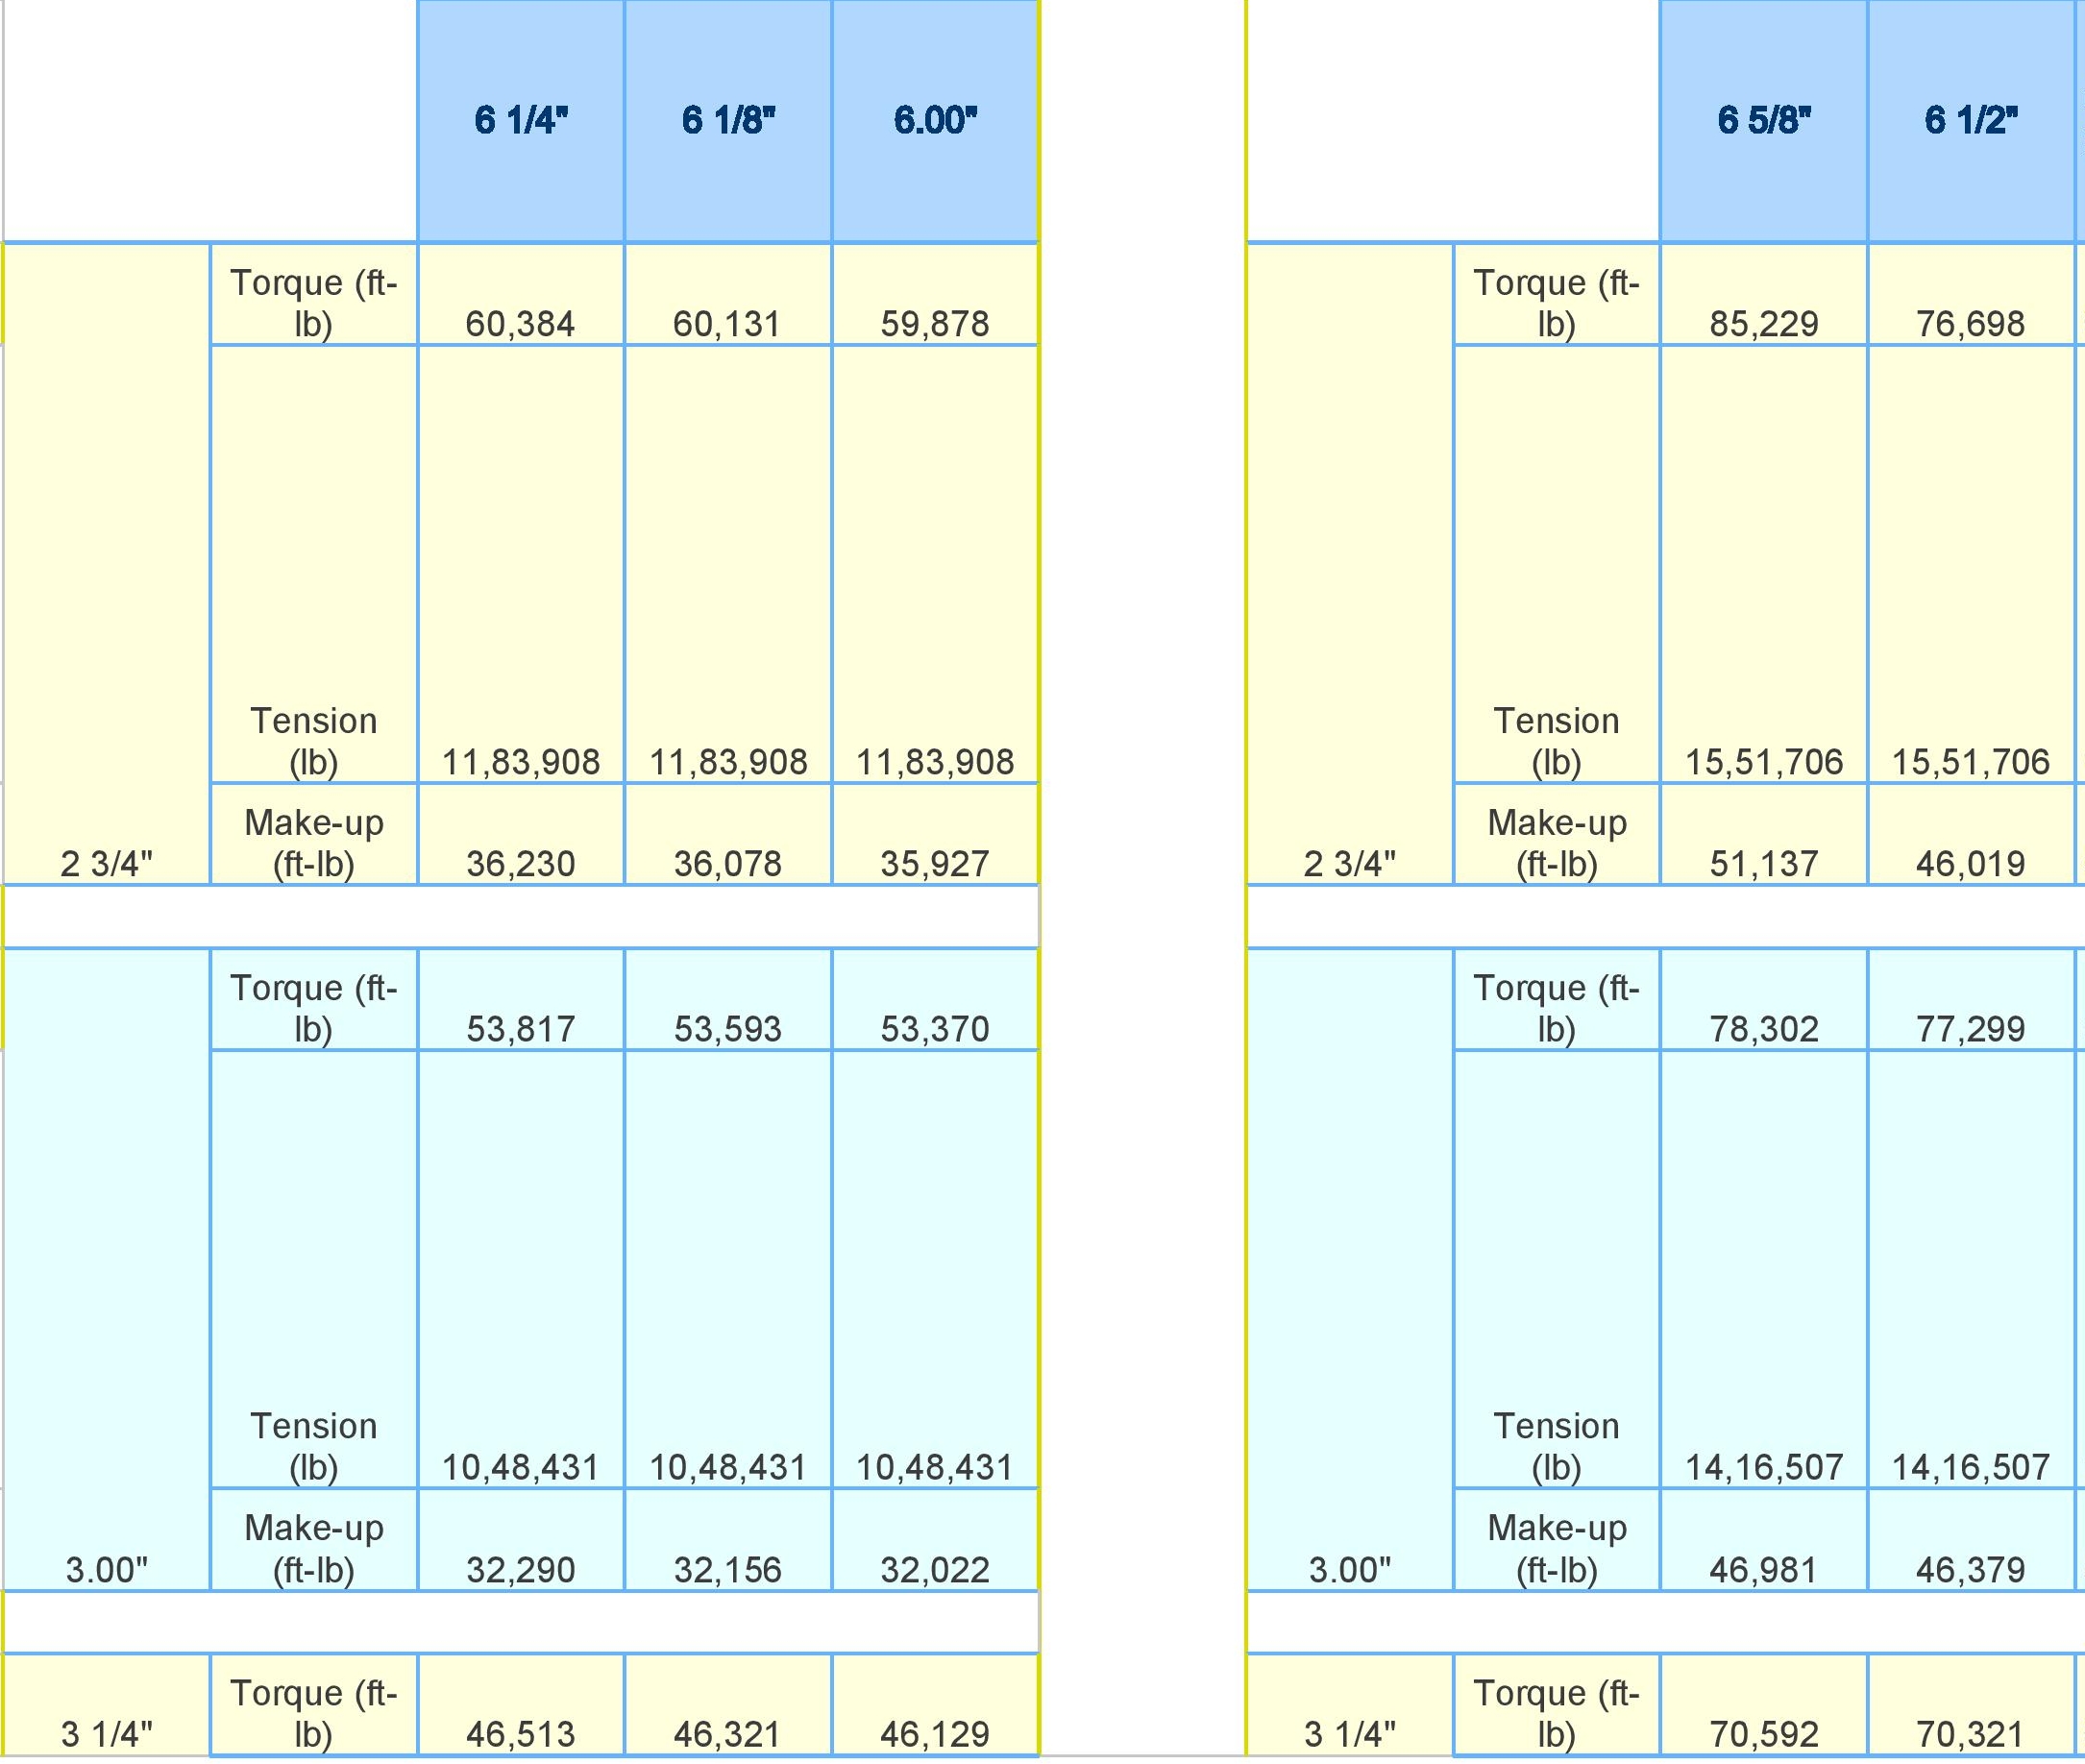 6 1/4" 6 1/8" 6.00" 6 5/8" 6 1/2"
Torque (ft-
lb) 60,384 60,131 59,878
Tension
(lb) 11,83,908 11,83,908 11,83,908
Make-up
2 3/4" (ft-lb) 36,230 36,078 35,927
Torque (ft-
lb) 53,817 53,593 53,370
Tension
(lb) 10,48,431 10,48,431 10,48,431
Make-up
3.00" (ft-lb) 32,290 32,156 32,022
Torque (ft-
3 1/4" lb) 46,513 46,321 46,129
Torque (ft-
lb) 85,229 76,698
Tension
(lb) 15,51,706 15,51,706
Make-up
2 3/4" (ft-lb) 51,137 46,019
Torque (ft-
lb) 78,302 77,299
Tension
(lb) 14,16,507 14,16,507
Make-up
3.00" (ft-lb) 46,981 46,379
Torque (ft-
3 1/4" lb) 70,592 70,321